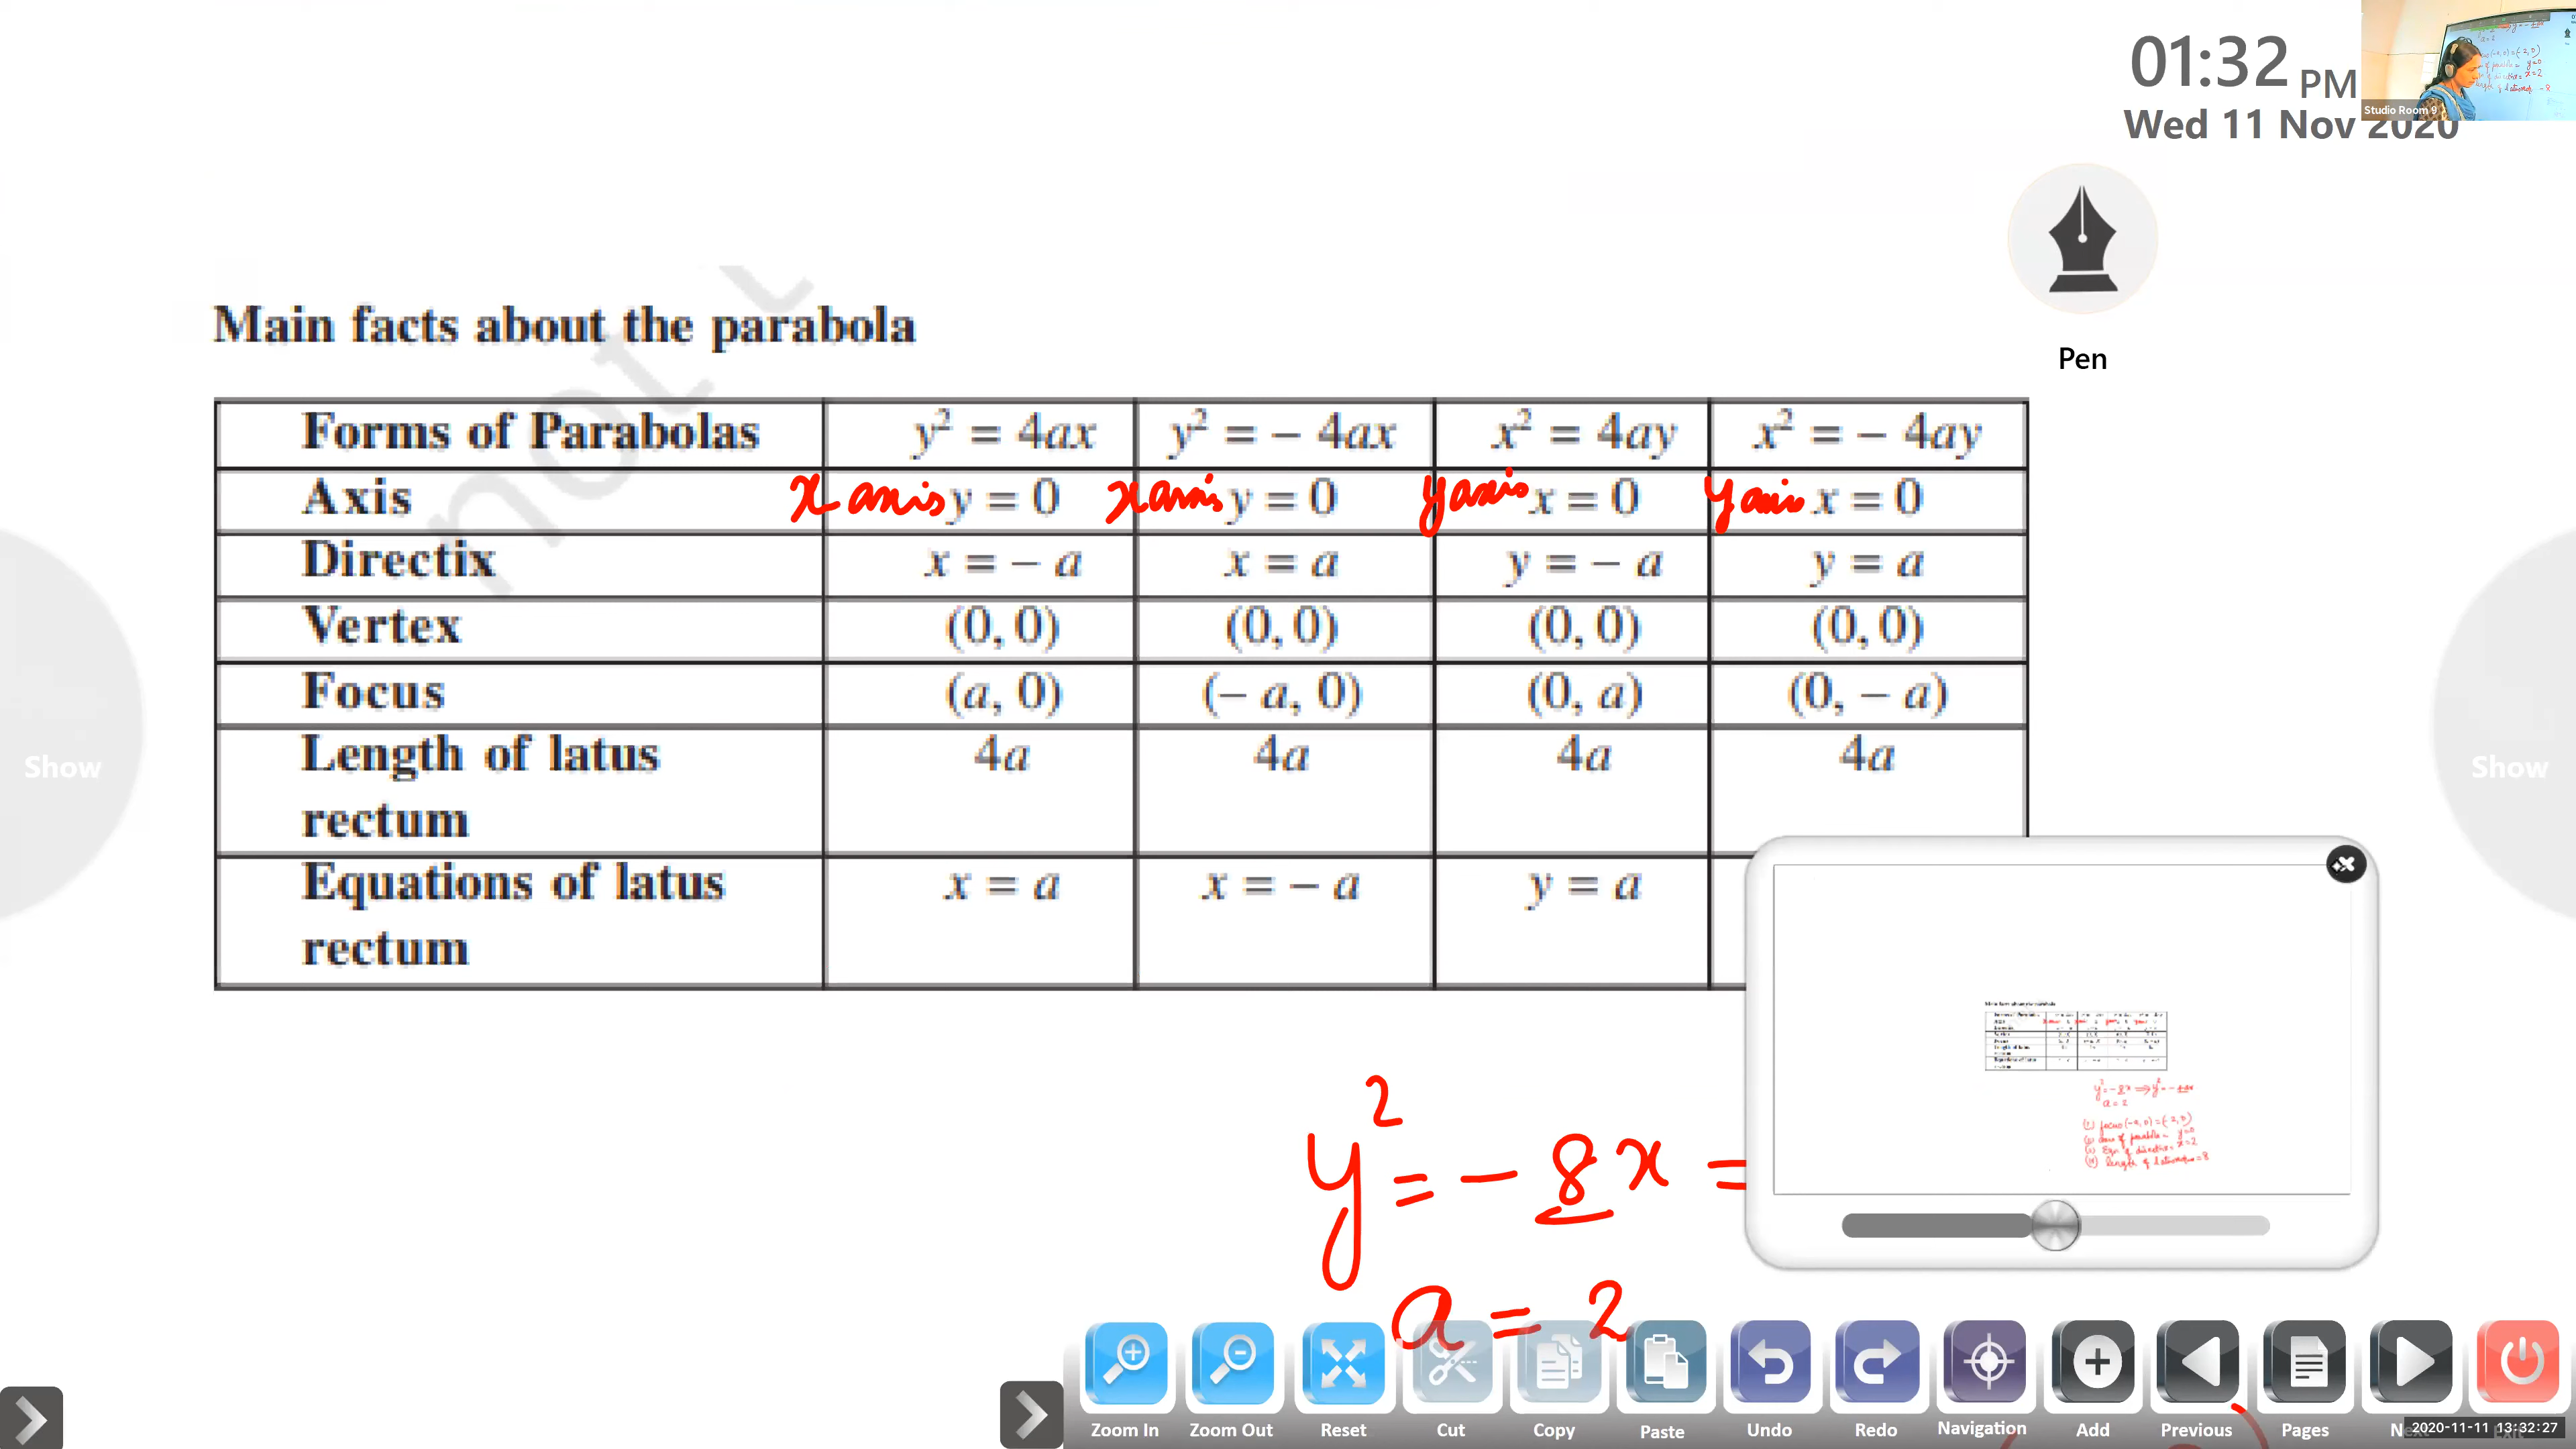 01:32 PM
Wed 11 Nov 2020
Studio Room 9
Pen
not
Main facts about the parabola
Forms of Parabolas y² = 4ax y² = – 4ax x² = 4ay x² = – 4ay
Axis x axis y = 0 x axis y = 0 y axis x = 0 y axis x = 0
Directix x = – a x = a y = – a y = a
Vertex (0, 0) (0, 0) (0, 0) (0, 0)
Focus (a, 0) (– a, 0) (0, a) (0, – a)
Length of latus 4a 4a 4a 4a
rectum
Equations of latus x = a x = – a y = a
rectum
Show
Show
y² = - 8x =
a = 2
Zoom In Zoom Out Reset Cut Copy Paste Undo Redo Navigation Add Previous Pages
2020-11-11 13:32:27